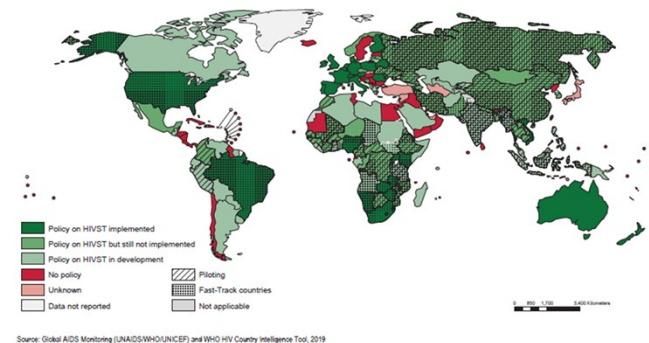 Policy on HIVST implemented
Policy on HIVST but still not implemented
Policy on HIVST in development
No policy
Unknown
Data not reported
Piloting
Fast-Track countries
Not applicable
0 850 1,700 3,400 Kilometers
Source: Global AIDS Monitoring (UNAIDS/WHO/UNICEF) and WHO HIV Country Intelligence Tool, 2019